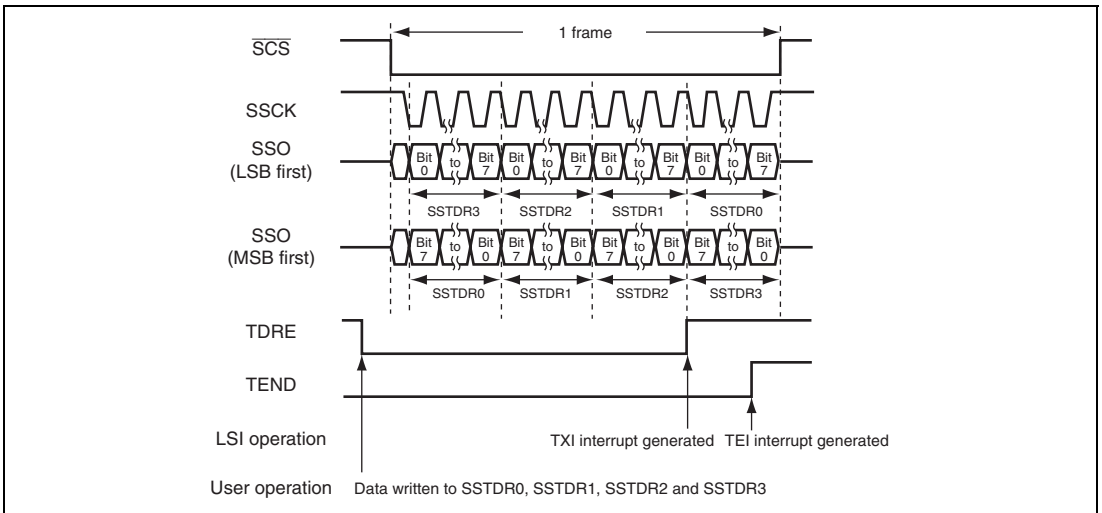 1 frame
SCS
SSCK
SSO
(LSB first)
Bit 0 to Bit 7 Bit 0 to Bit 7 Bit 0 to Bit 7 Bit 0 to Bit 7
SSTDR3 SSTDR2 SSTDR1 SSTDR0
SSO
(MSB first)
Bit 7 to Bit 0 Bit 7 to Bit 0 Bit 7 to Bit 0 Bit 7 to Bit 0
SSTDR0 SSTDR1 SSTDR2 SSTDR3
TDRE
TEND
LSI operation TXI interrupt generated TEI interrupt generated
User operation Data written to SSTDR0, SSTDR1, SSTDR2 and SSTDR3